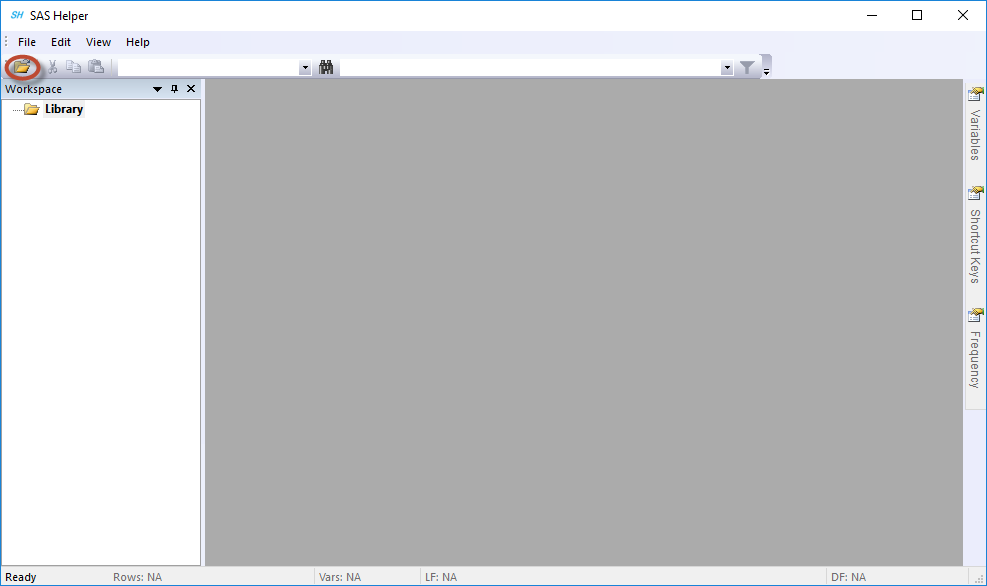 SH SAS Helper
File Edit View Help
Workspace
Library
Variables
Shortcut Keys
Frequency
Ready Rows: NA Vars: NA LF: NA DF: NA